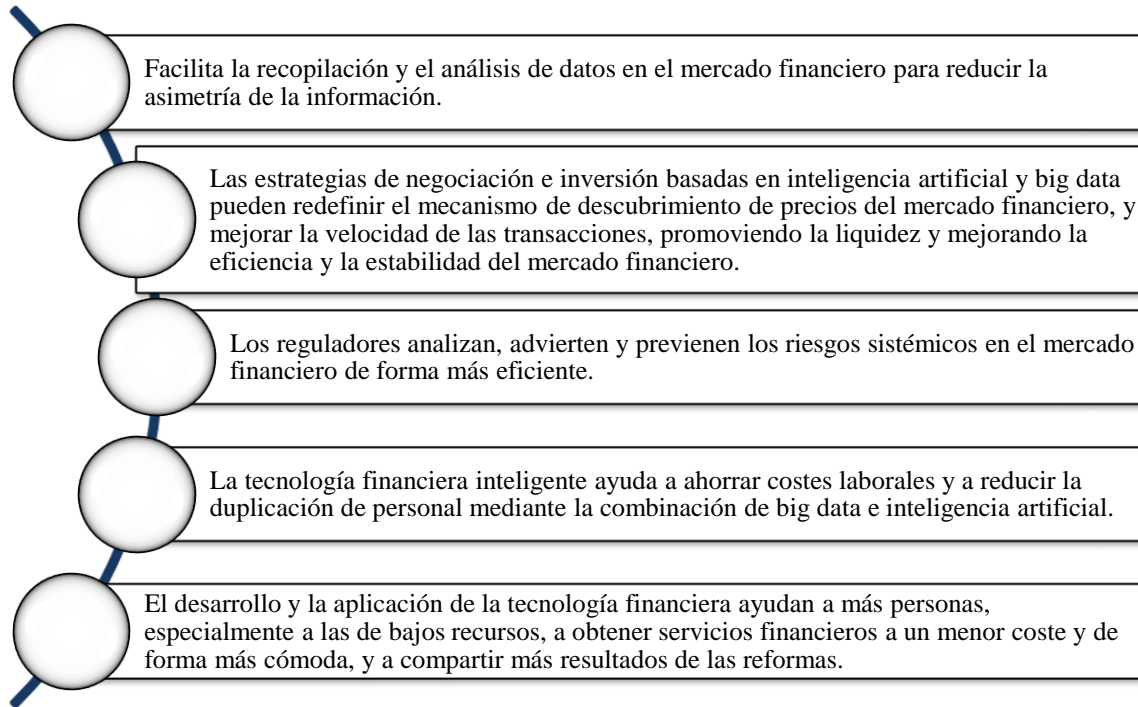 Facilita la recopilación y el análisis de datos en el mercado financiero para reducir la
asimetría de la información.
Las estrategias de negociación e inversión basadas en inteligencia artificial y big data
pueden redefinir el mecanismo de descubrimiento de precios del mercado financiero, y
mejorar la velocidad de las transacciones, promoviendo la liquidez y mejorando la
eficiencia y la estabilidad del mercado financiero.
Los reguladores analizan, advierten y previenen los riesgos sistémicos en el mercado
financiero de forma más eficiente.
La tecnología financiera inteligente ayuda a ahorrar costes laborales y a reducir la
duplicación de personal mediante la combinación de big data e inteligencia artificial.
El desarrollo y la aplicación de la tecnología financiera ayudan a más personas,
especialmente a las de bajos recursos, a obtener servicios financieros a un menor coste y de
forma más cómoda, y a compartir más resultados de las reformas.